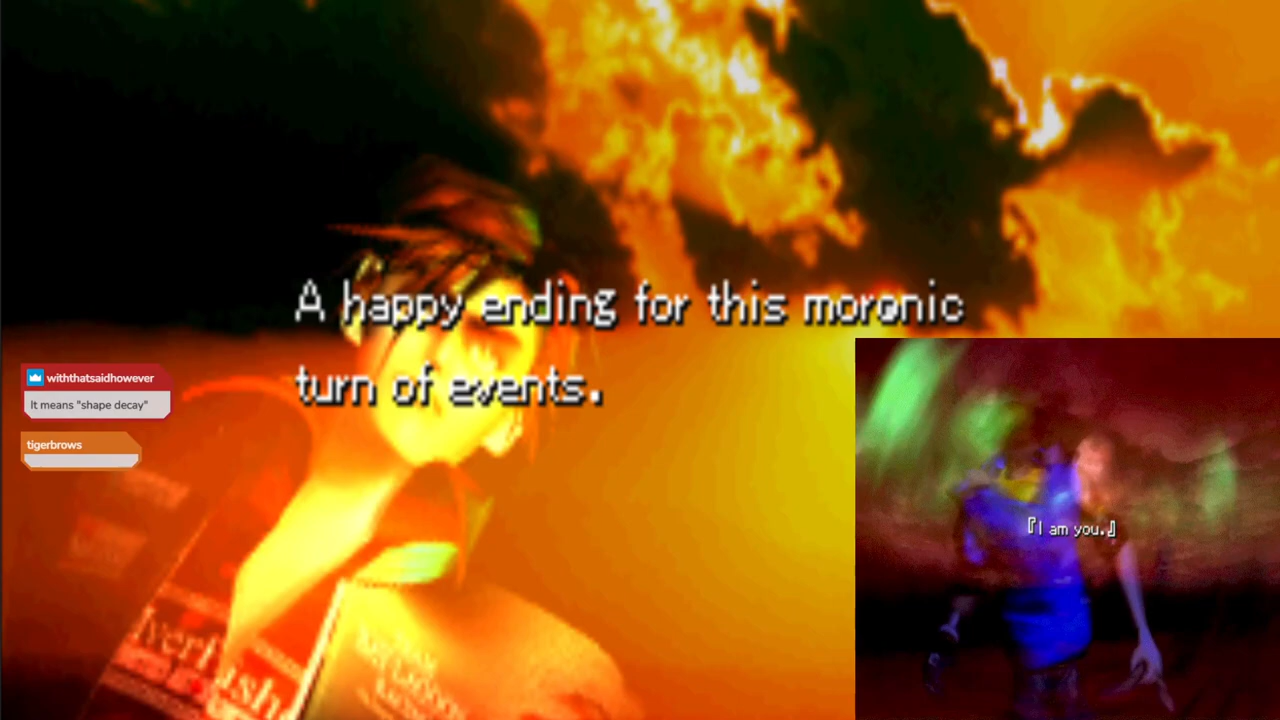 A happy ending for this moronic
turn of events.
withthatsaidhowever
It means "shape decay"
tigerbrows
『I am you.』